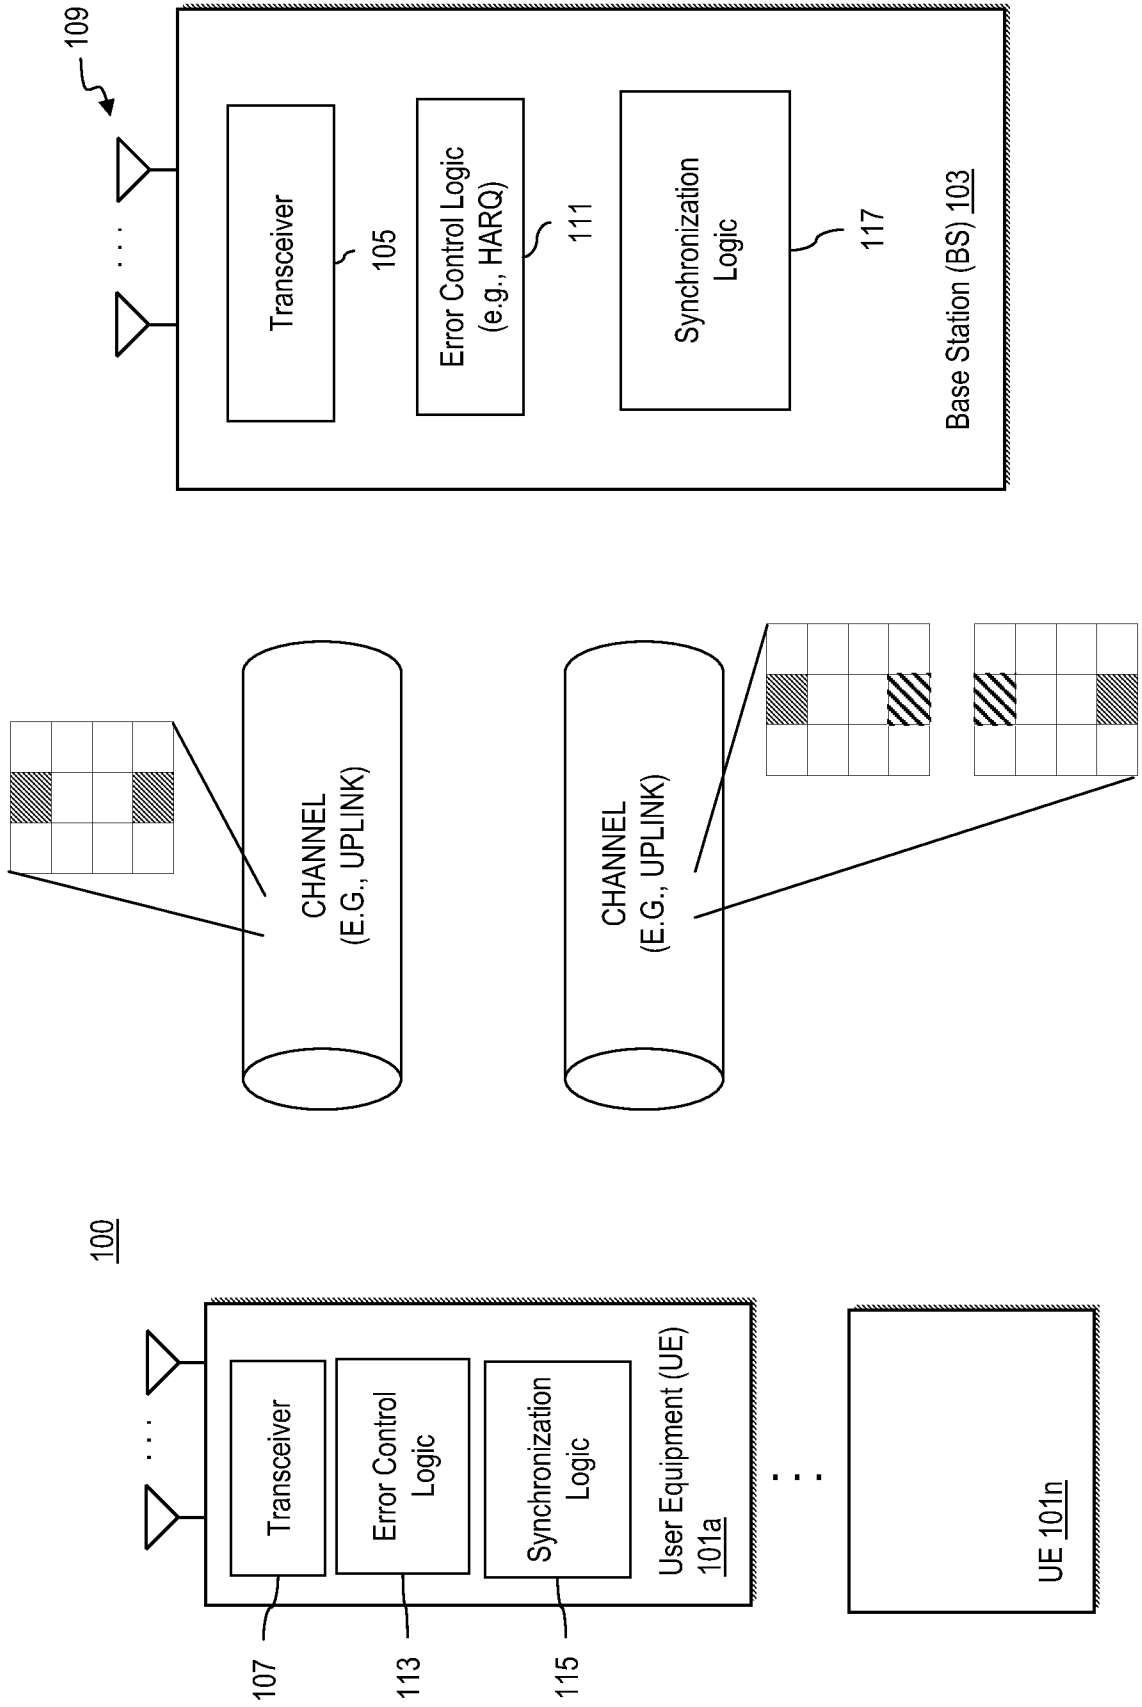 100
107
Transceiver
113
Error Control
Logic
115
Synchronization
Logic
User Equipment (UE)
101a
. . .
UE 101n
CHANNEL
(E.G., UPLINK)
CHANNEL
(E.G., UPLINK)
109
Transceiver
105
Error Control Logic
(e.g., HARQ)
111
Synchronization
Logic
117
Base Station (BS) 103